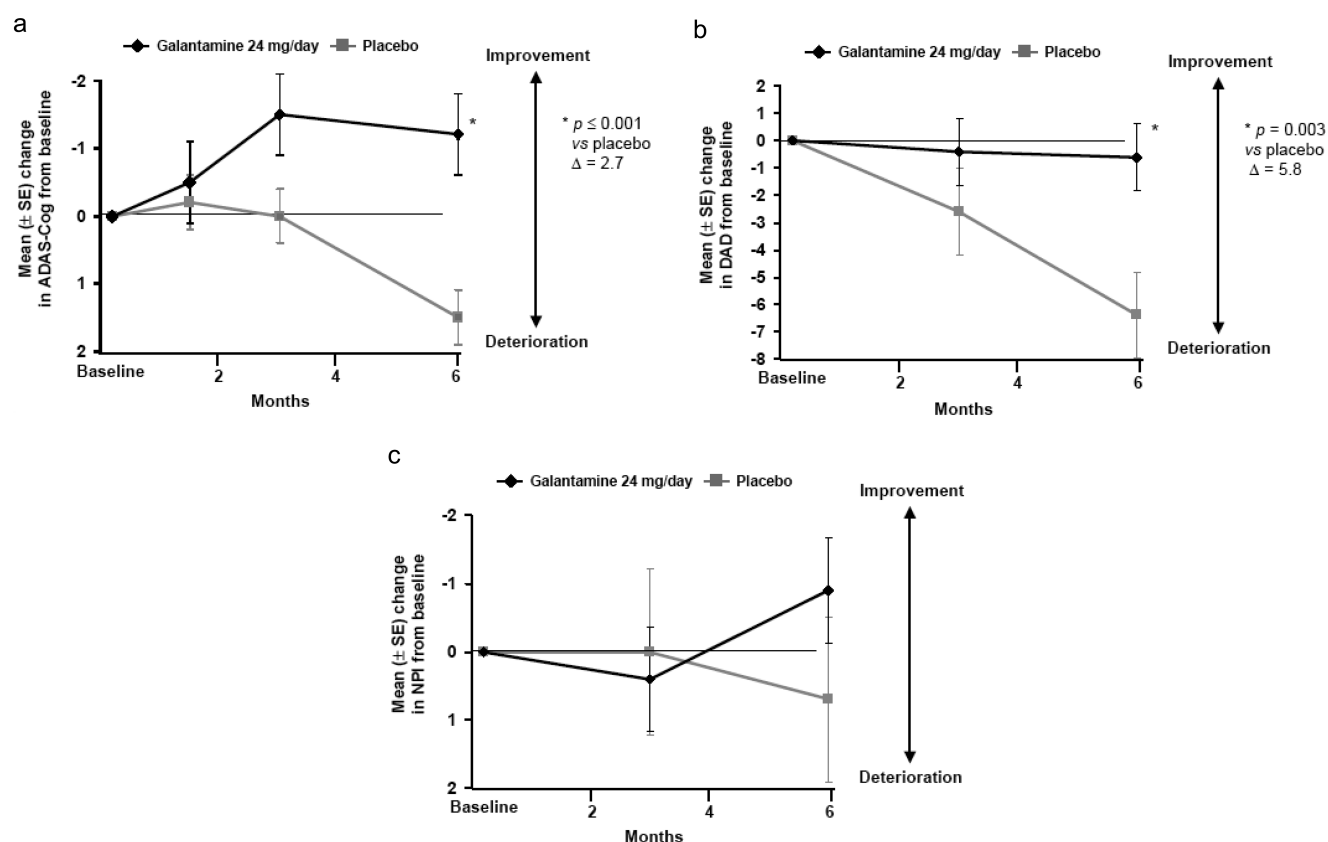 a
Galantamine 24 mg/day Placebo
Improvement
-2
-1
0
1
2
Mean (± SE) change
in ADAS-Cog from baseline
*
* p ≤ 0.001
vs placebo
Δ = 2.7
Deterioration
Baseline 2 4 6
Months
b
Galantamine 24 mg/day Placebo
Improvement
2
1
0
-1
-2
-3
-4
-5
-6
-7
-8
Mean (± SE) change
in DAD from baseline
*
* p = 0.003
vs placebo
Δ = 5.8
Deterioration
Baseline 2 4 6
Months
c
Galantamine 24 mg/day Placebo
Improvement
-2
-1
0
1
2
Mean (± SE) change
in NPI from baseline
Deterioration
Baseline 2 4 6
Months